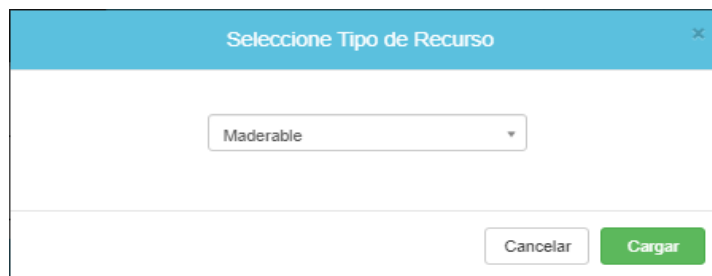 Seleccione Tipo de Recurso
×
Maderable
Cancelar
Cargar